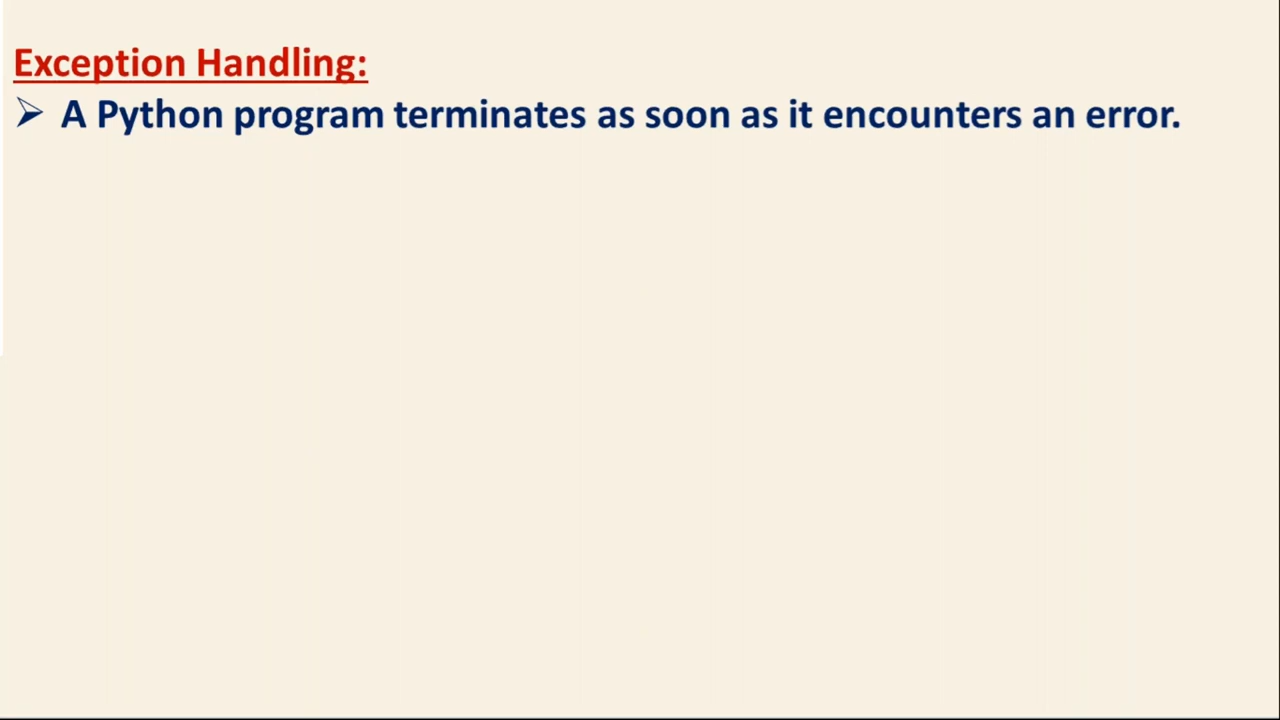 Exception Handling:
➢ A Python program terminates as soon as it encounters an error.